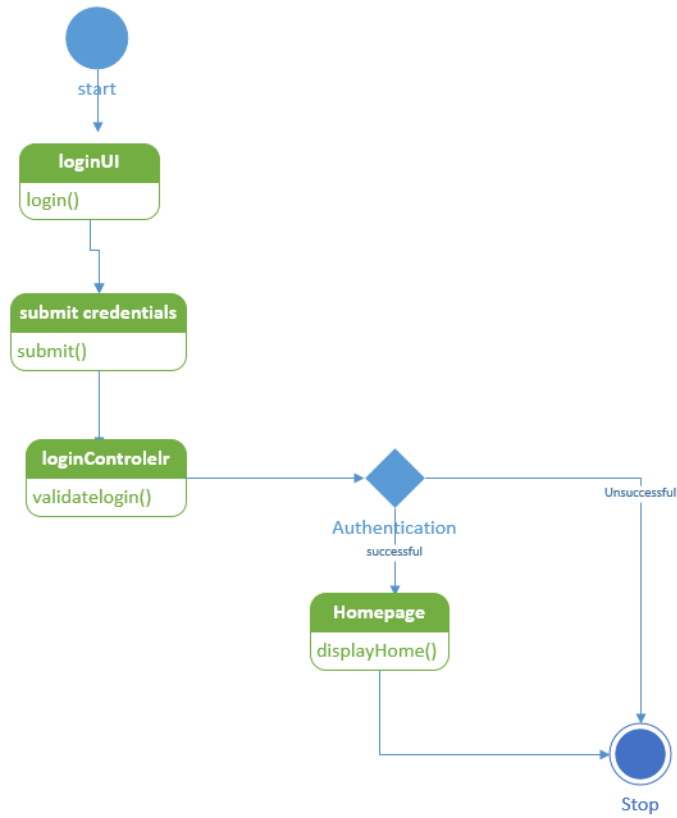 start
loginUI
login()
submit credentials
submit()
loginControlelr
validatelogin()
Authentication
Unsuccessful
successful
Homepage
displayHome()
Stop